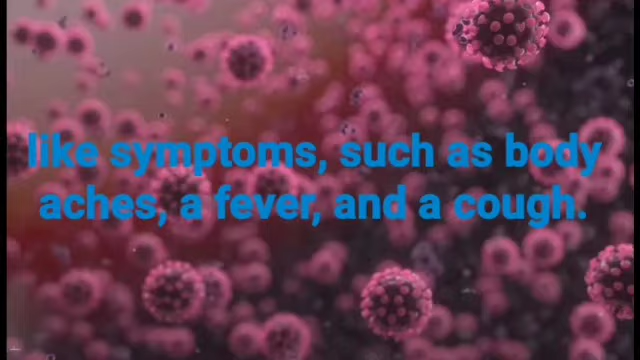 like symptoms, such as body
aches, a fever, and a cough.